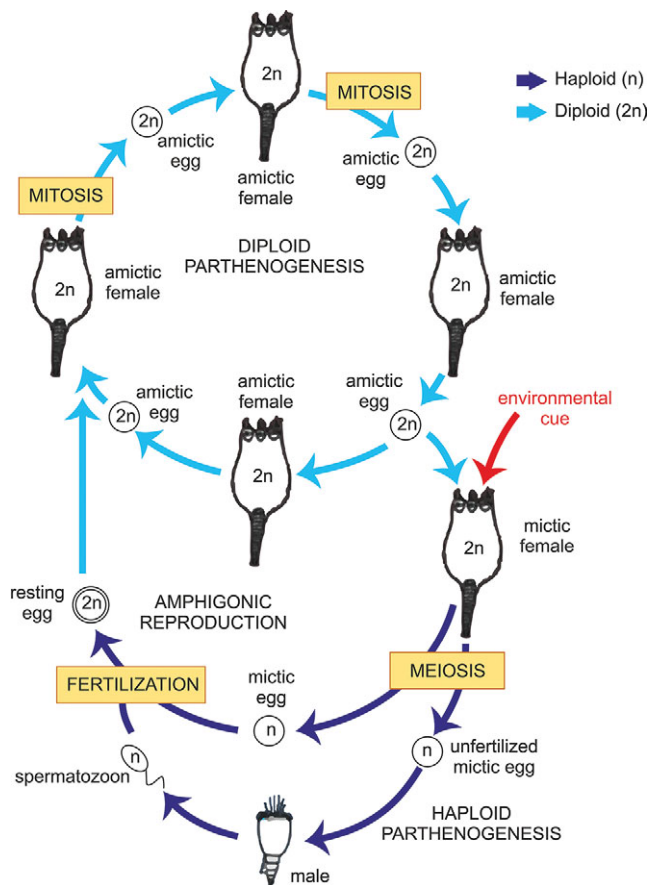 2n
Haploid (n)
Diploid (2n)
MITOSIS
2n
amictic
egg
amictic
egg
2n
amictic
female
MITOSIS
DIPLOID
PARTHENOGENESIS
2n
amictic
female
2n
amictic
female
amictic
egg
2n
amictic
female
2n
amictic
egg
2n
environmental
cue
2n
mictic
female
resting
egg
2n
AMPHIGONIC
REPRODUCTION
FERTILIZATION
mictic
egg
n
MEIOSIS
n
unfertilized
mictic egg
n
spermatozoon
HAPLOID
PARTHENOGENESIS
male